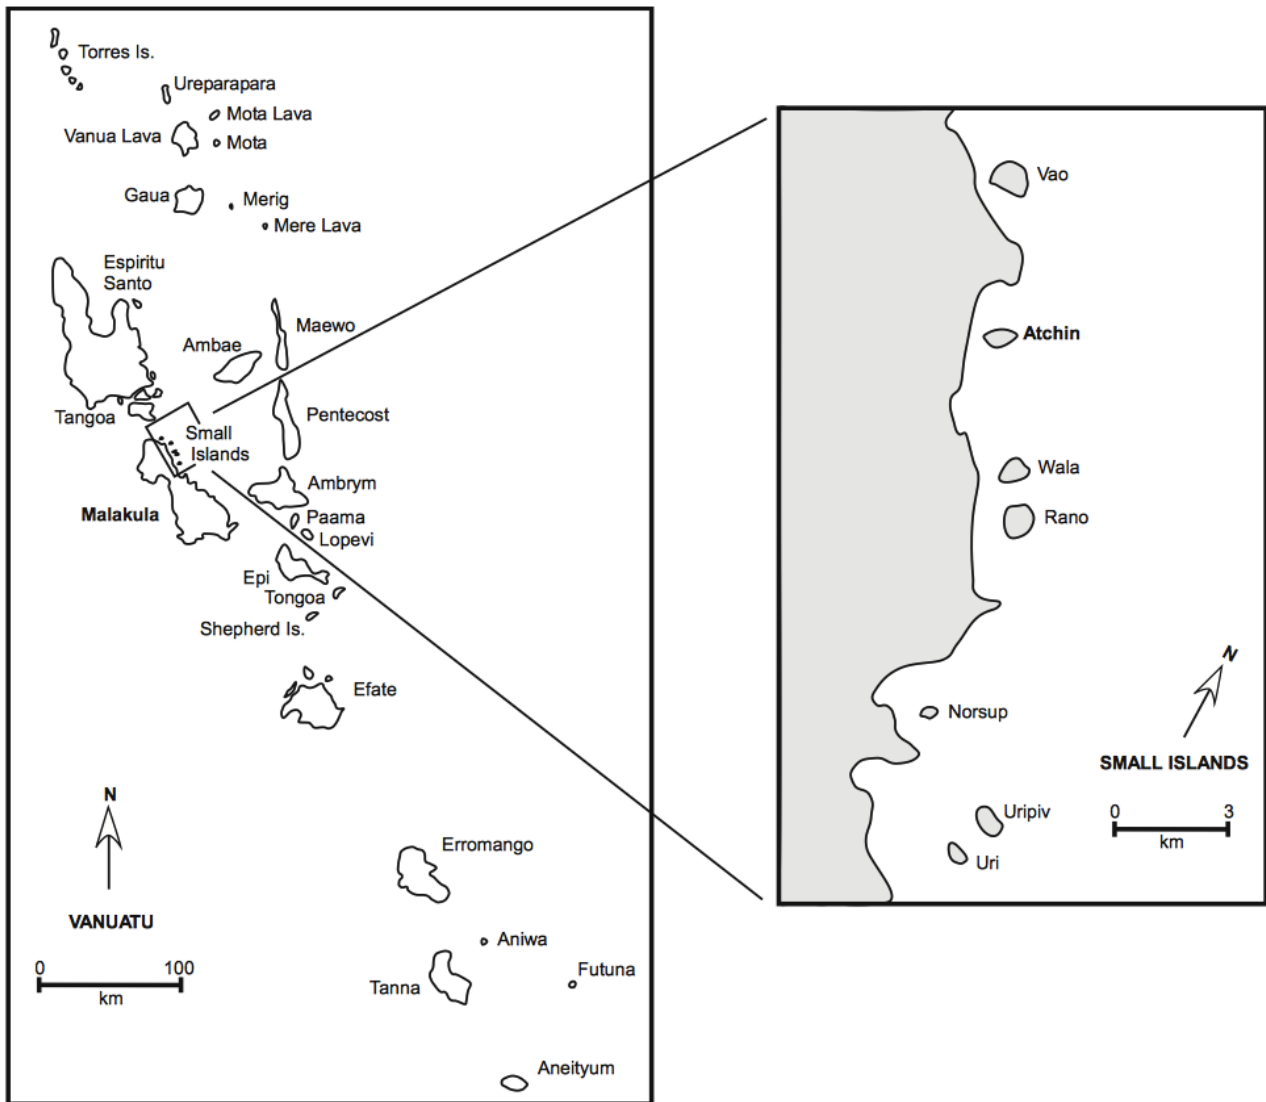 Torres Is.
Ureparapara
Mota Lava
Vanua Lava
Mota
Gaua
Merig
Mere Lava
Espiritu
Santo
Maewo
Ambae
Tangoa
Pentecost
Small
Islands
Ambrym
Malakula
Paama
Lopevi
Epi
Tongoa
Shepherd Is.
Efate
N
Erromango
VANUATU
Aniwa
0 100
km
Tanna
Futuna
Aneityum
Vao
Atchin
Wala
Rano
N
Norsup
SMALL ISLANDS
0 3
km
Uripiv
Uri